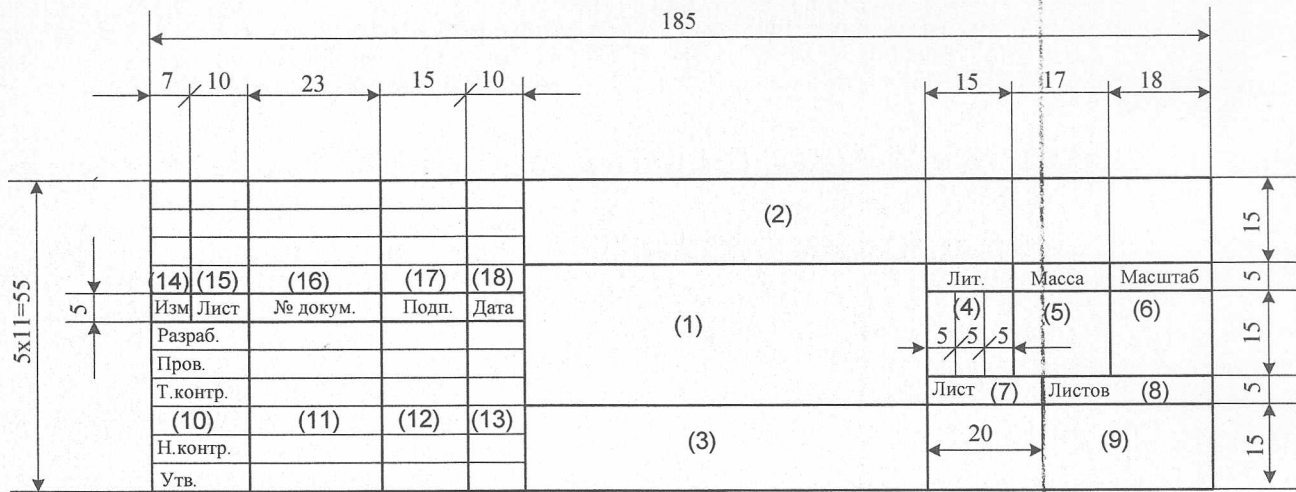 185
7 10 23 15 10 15 17 18
(2) 15
(14) (15) (16) (17) (18) Лит. Масса Масштаб 5
5x11=55 5 Изм Лист № докум. Подп. Дата (1) (4) (5) (6) 15
Разраб. 5 5 5
Пров.
Т.контр. Лист (7) Листов (8) 5
(10) (11) (12) (13) (3) 20 (9) 15
Н.контр.
Утв.